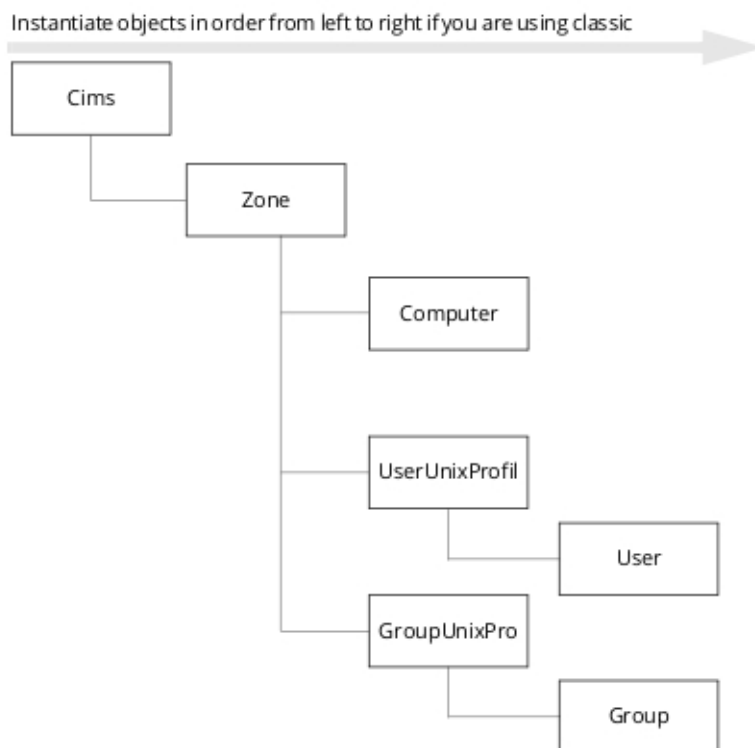 Instantiate objects in order from left to right if you are using classic
Cims
Zone
Computer
UserUnixProfil
User
GroupUnixPro
Group